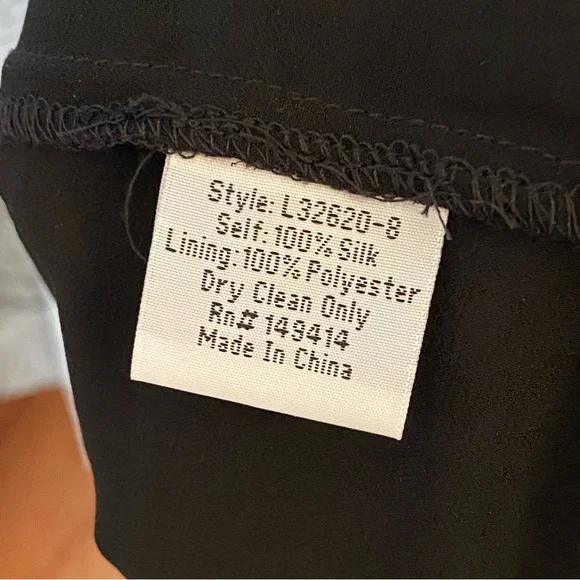 Style: L32620-8
Self: 100% Silk
Lining: 100% Polyester
Dry Clean Only
Rn# 149414
Made In China